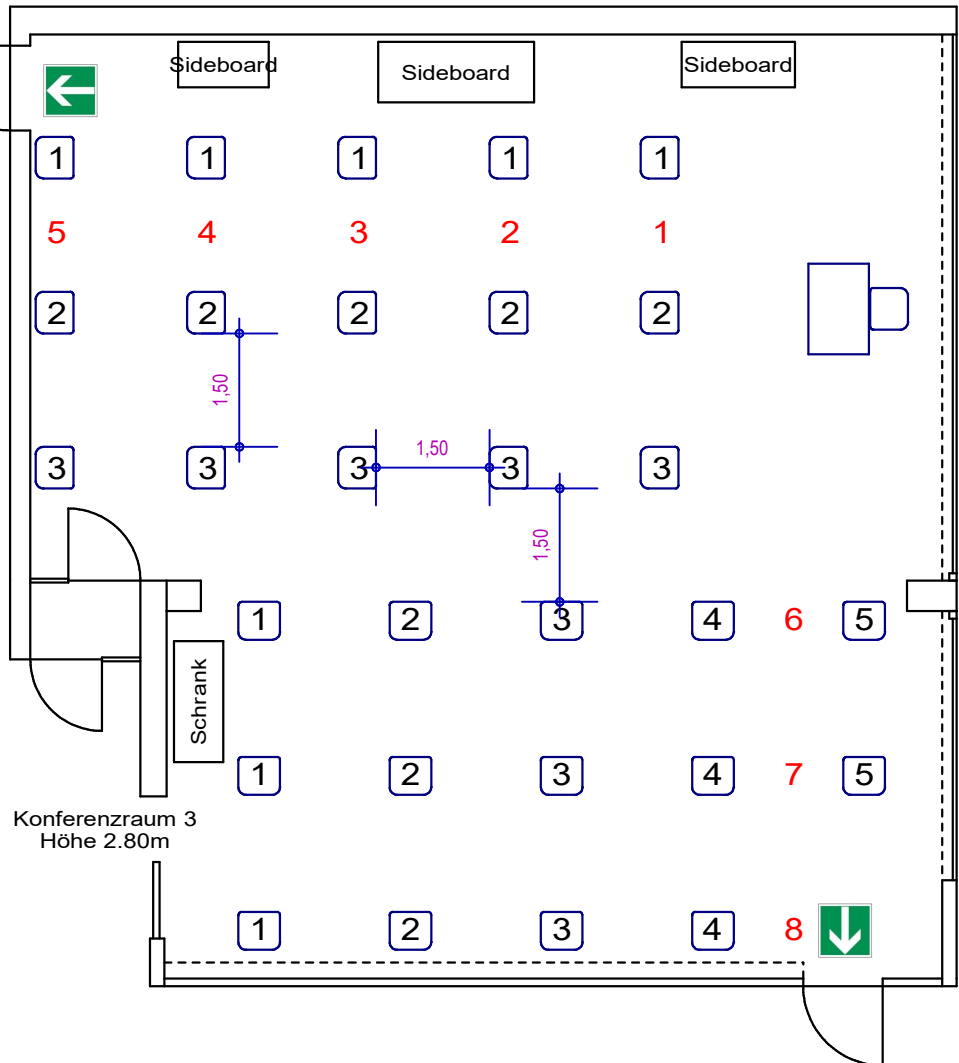 Sideboard Sideboard Sideboard
1 1 1 1 1
5 4 3 2 1
2 2 2 2 2
1,50
1,50
3 3 3 3 3
1,50
1 2 3 4 6 5
Schrank
1 2 3 4 7 5
Konferenzraum 3
Höhe 2.80m
1 2 3 4 8